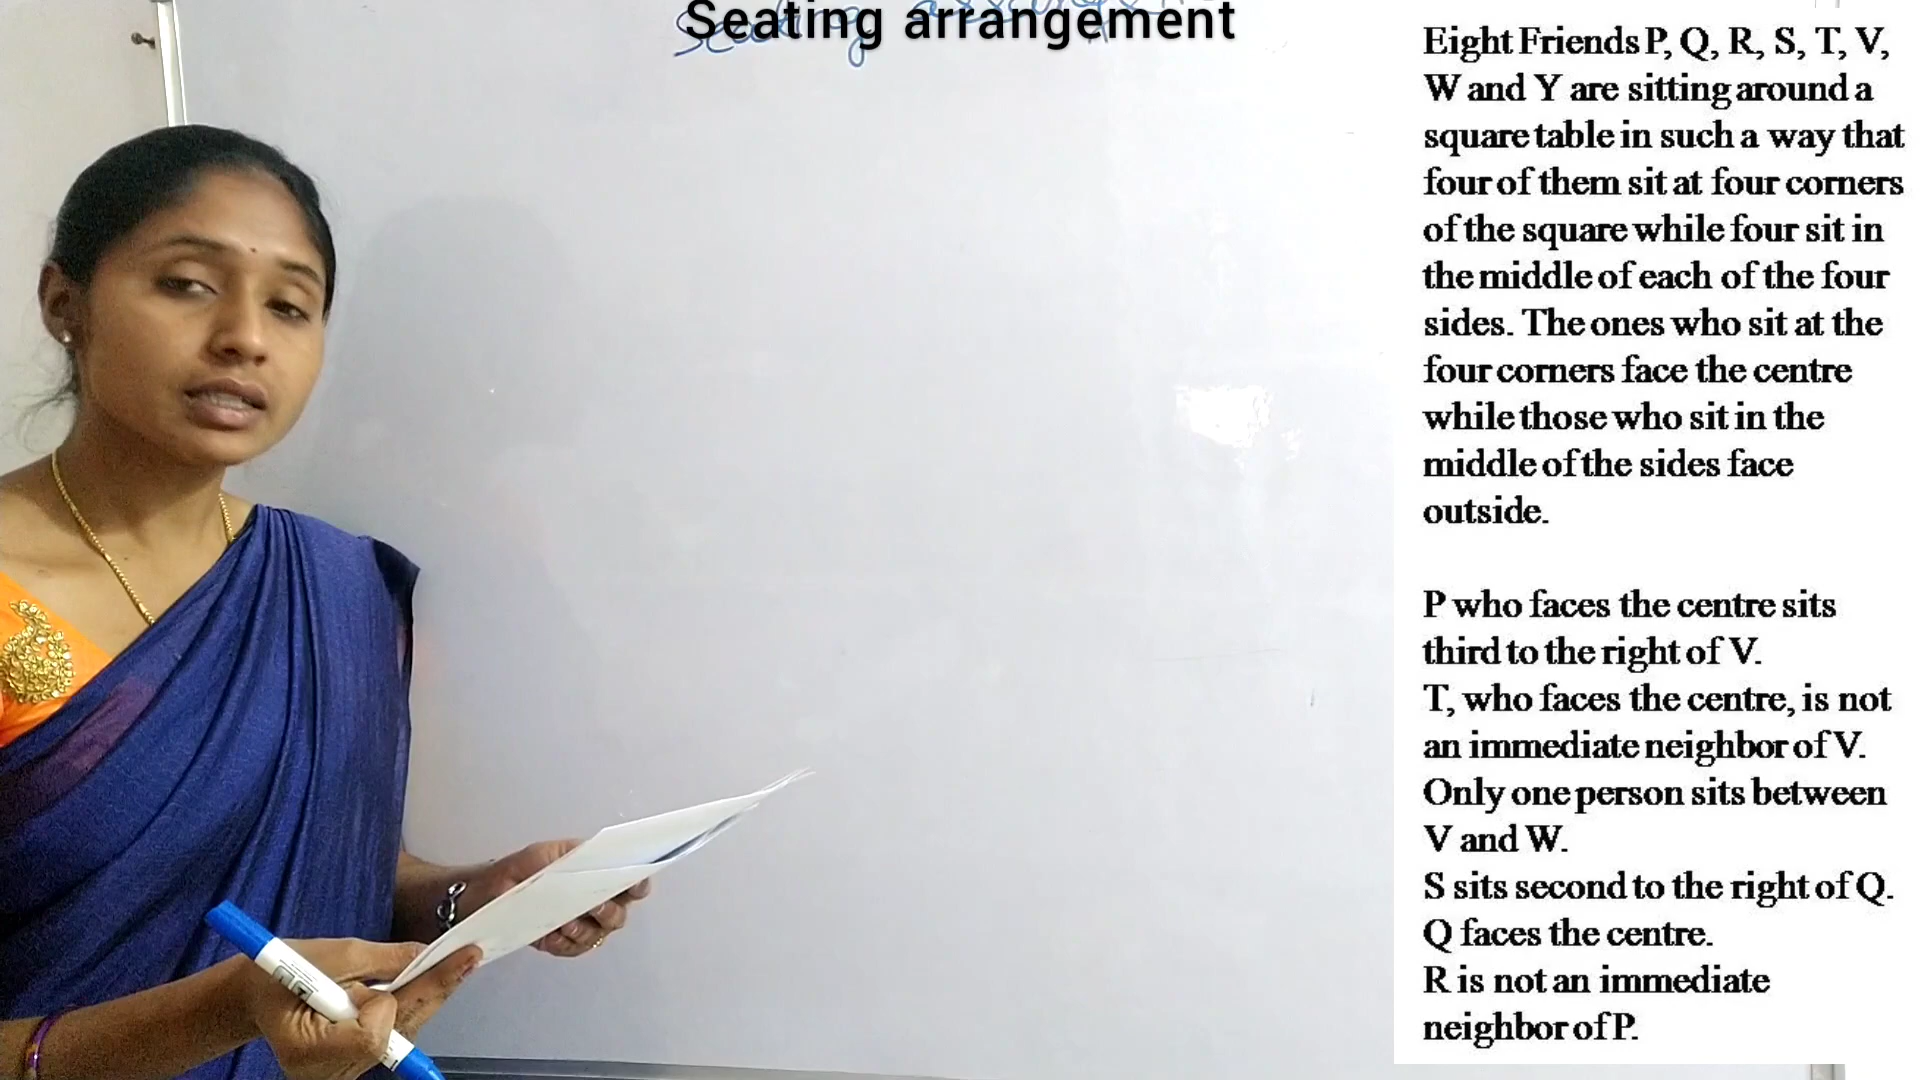 Seating arrangement
Seating
Eight Friends P, Q, R, S, T, V,
W and Y are sitting around a
square table in such a way that
four of them sit at four corners
of the square while four sit in
the middle of each of the four
sides. The ones who sit at the
four corners face the centre
while those who sit in the
middle of the sides face
outside.
P who faces the centre sits
third to the right of V.
T, who faces the centre, is not
an immediate neighbor of V.
Only one person sits between
V and W.
S sits second to the right of Q.
Q faces the centre.
R is not an immediate
neighbor of P.